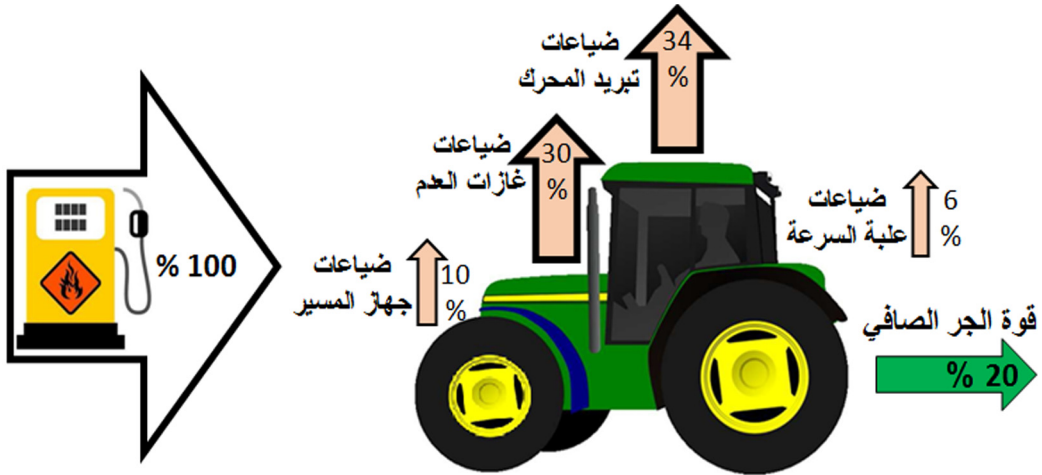 ضياعات
تبريد المحرك
34
%
ضياعات
غازات العدم
30
%
ضياعات
علبة السرعة
6
%
ضياعات
جهاز المسير
10
%
% 100
قوة الجر الصافي
% 20